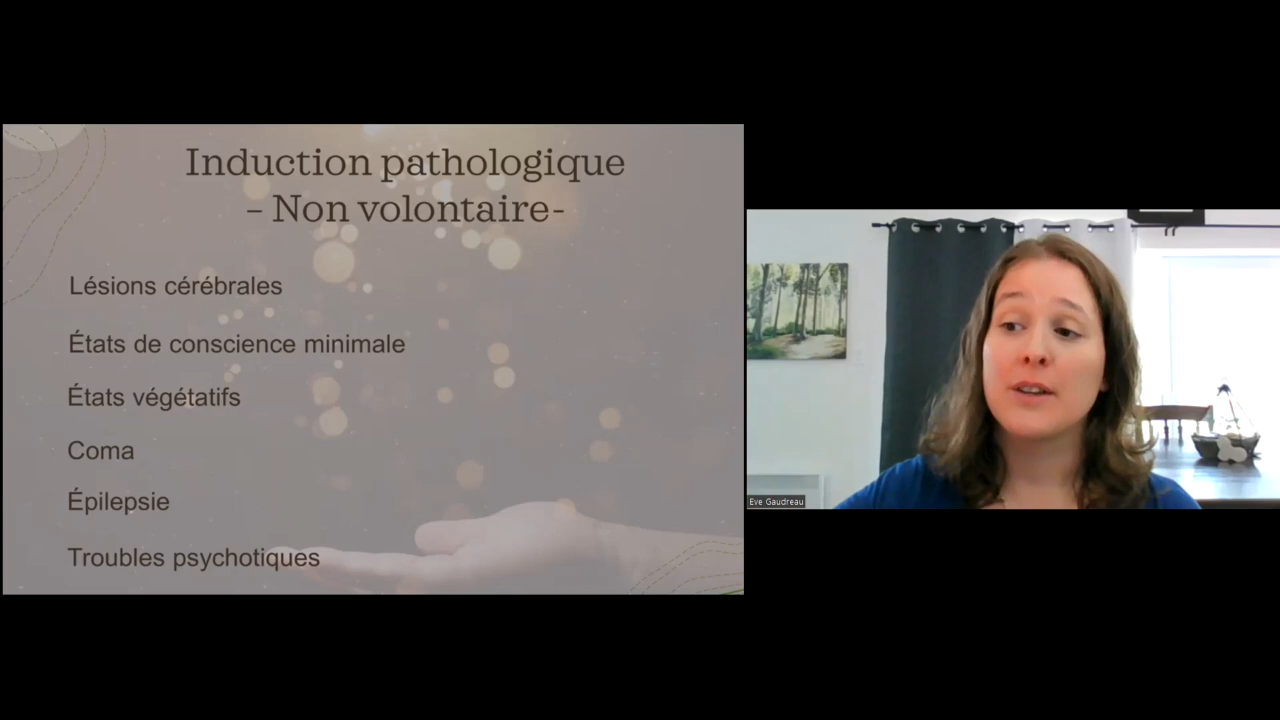 Induction pathologique
– Non volontaire-
Lésions cérébrales
États de conscience minimale
États végétatifs
Coma
Épilepsie
Troubles psychotiques
Eve Gaudreau